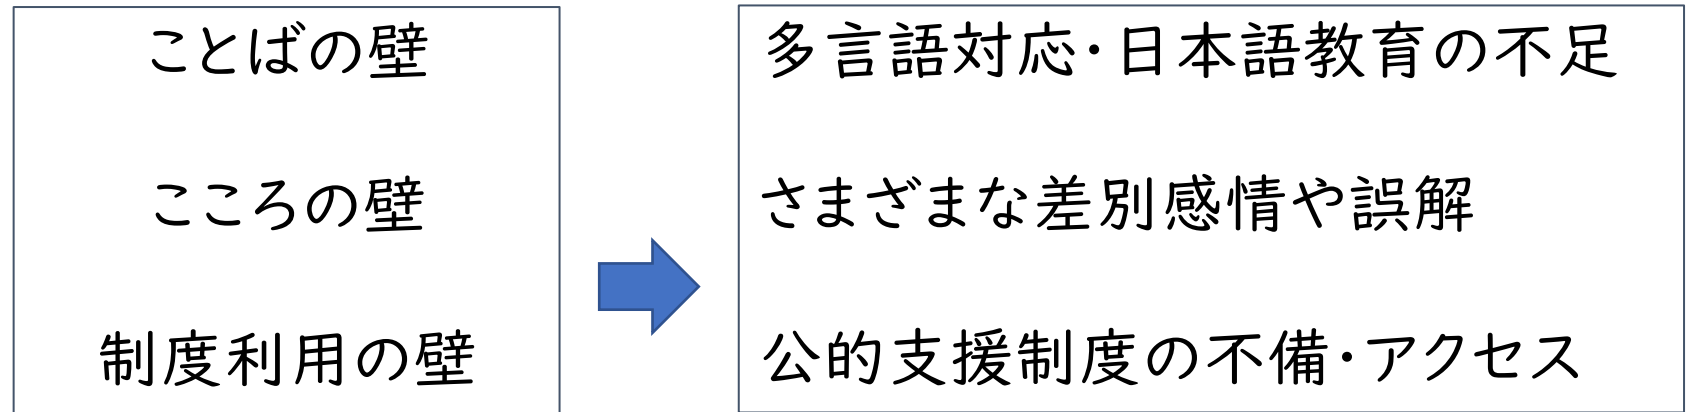 ことばの壁
こころの壁
制度利用の壁
多言語対応・日本語教育の不足
さまざまな差別感情や誤解
公的支援制度の不備・アクセス